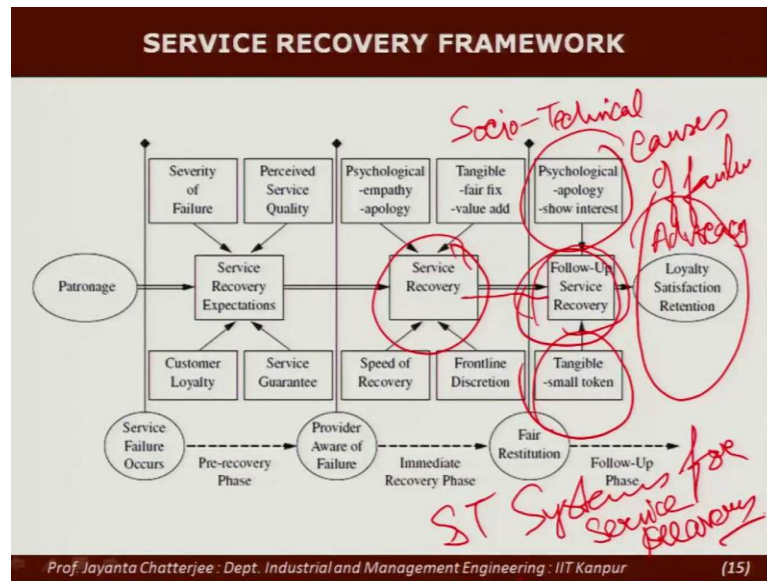 SERVICE RECOVERY FRAMEWORK
Socio-Technical
Causes
of failure
Advocacy
Severity
of
Failure
Perceived
Service
Quality
Psychological
-empathy
-apology
Tangible
-fair fix
-value add
Psychological
-apology
-show interest
Patronage
Service
Recovery
Expectations
Service
Recovery
Follow-Up
Service
Recovery
Loyalty
Satisfaction
Retention
Customer
Loyalty
Service
Guarantee
Speed of
Recovery
Frontline
Discretion
Tangible
-small token
Service
Failure
Occurs
Pre-recovery
Phase
Provider
Aware of
Failure
Immediate
Recovery Phase
Fair
Restitution
Follow-Up
Phase
ST Systems for
Service
Recovery
Prof. Jayanta Chatterjee : Dept. Industrial and Management Engineering : IIT Kanpur
(15)